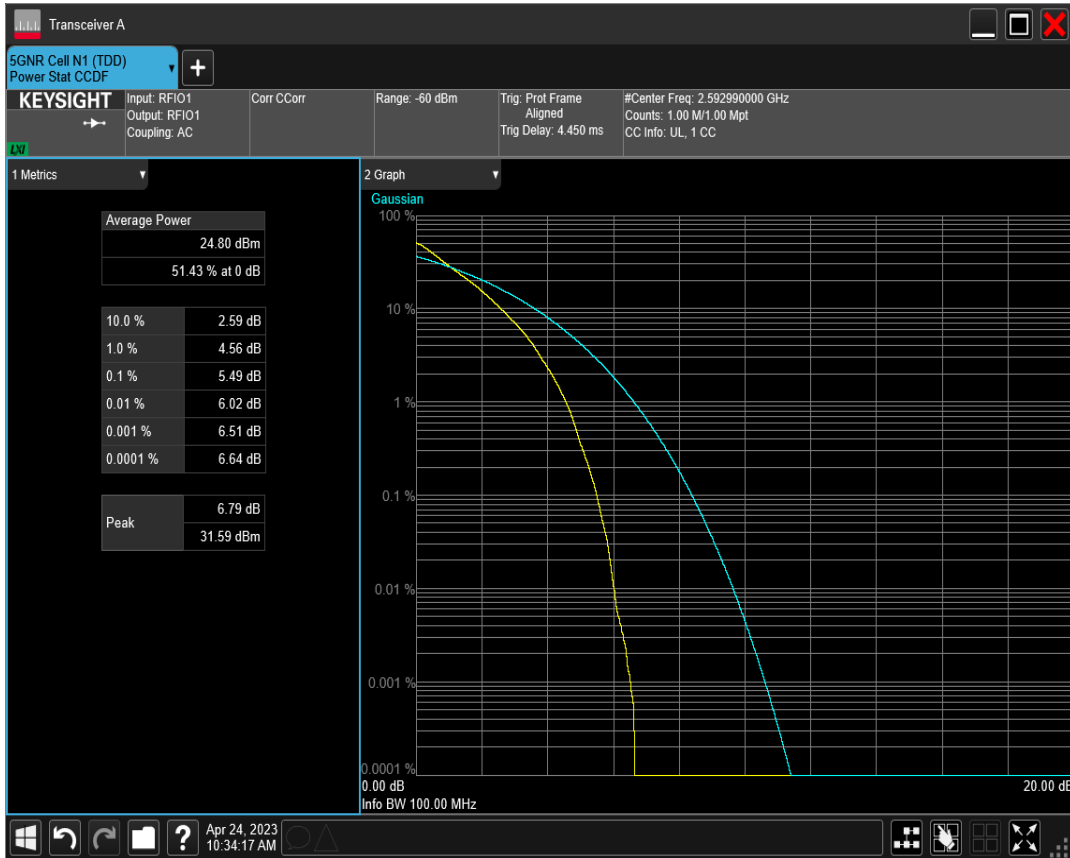 Transceiver A
5GNR Cell N1 (TDD)
Power Stat CCDF
+
KEYSIGHT
LXI
Input: RFIO1
Output: RFIO1
Coupling: AC
Corr CCorr
Range: -60 dBm
Trig: Prot Frame
Aligned
Trig Delay: 4.450 ms
#Center Freq: 2.592990000 GHz
Counts: 1.00 M/1.00 Mpt
CC Info: UL, 1 CC
1 Metrics
Average Power
24.80 dBm
51.43 % at 0 dB
10.0 % 2.59 dB
1.0 % 4.56 dB
0.1 % 5.49 dB
0.01 % 6.02 dB
0.001 % 6.51 dB
0.0001 % 6.64 dB
Peak 6.79 dB
31.59 dBm
2 Graph
Gaussian
100 %
10 %
1 %
0.1 %
0.01 %
0.001 %
0.0001 %
0.00 dB 20.00 dB
Info BW 100.00 MHz
? Apr 24, 2023
10:34:17 AM